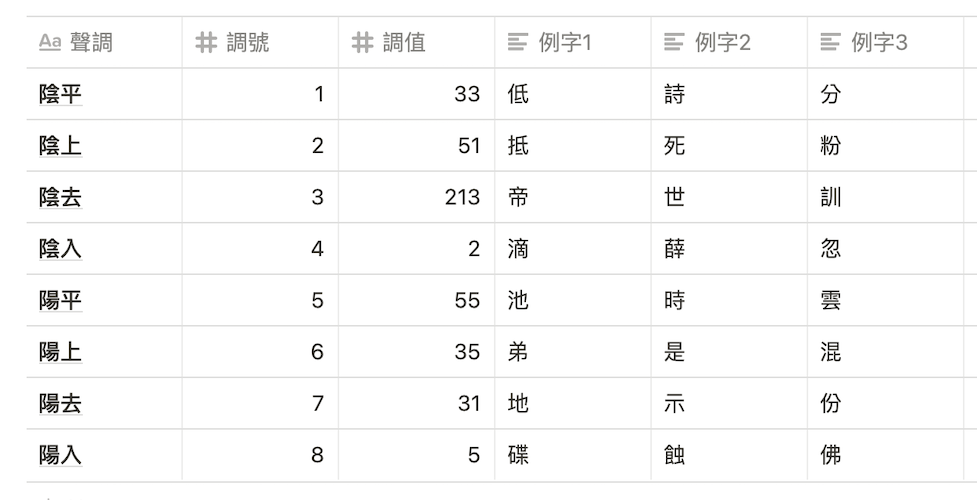 Aa 聲調 # 調號 # 調值 例字1 例字2 例字3
陰平 1 33 低 詩 分
陰上 2 51 抵 死 粉
陰去 3 213 帝 世 訓
陰入 4 2 滴 薛 忽
陽平 5 55 池 時 雲
陽上 6 35 弟 是 混
陽去 7 31 地 示 份
陽入 8 5 碟 蝕 佛